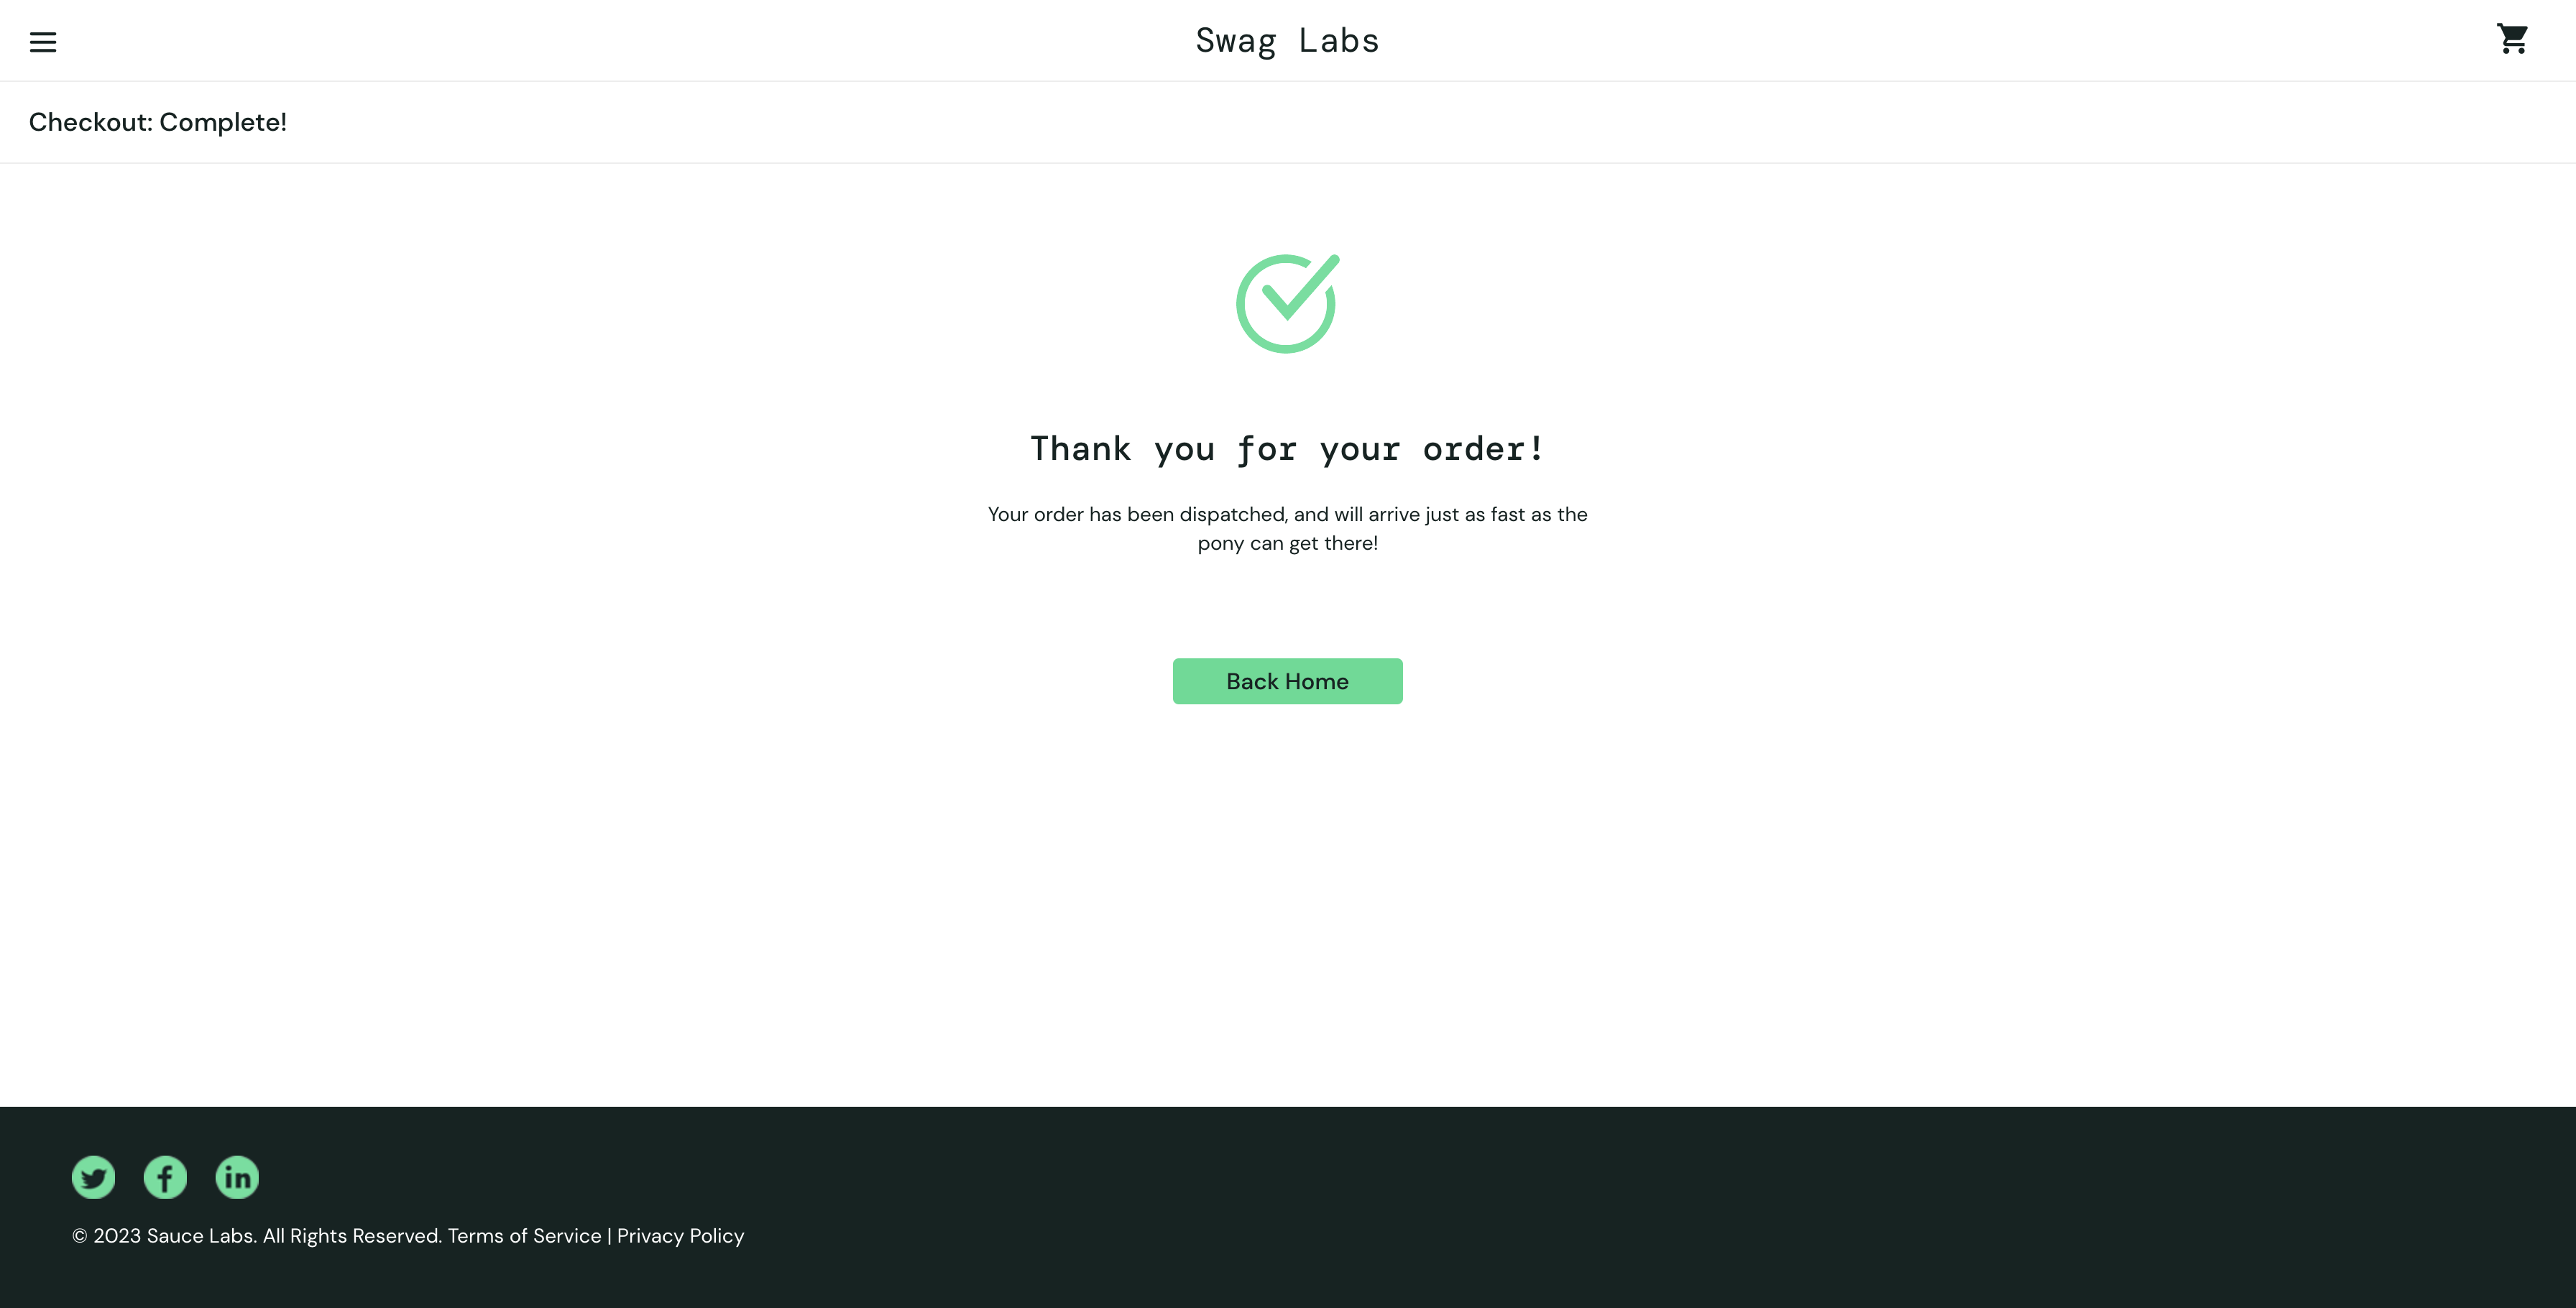 Swag Labs
Checkout: Complete!
Thank you for your order!
Your order has been dispatched, and will arrive just as fast as the
pony can get there!
Back Home
© 2023 Sauce Labs. All Rights Reserved. Terms of Service | Privacy Policy